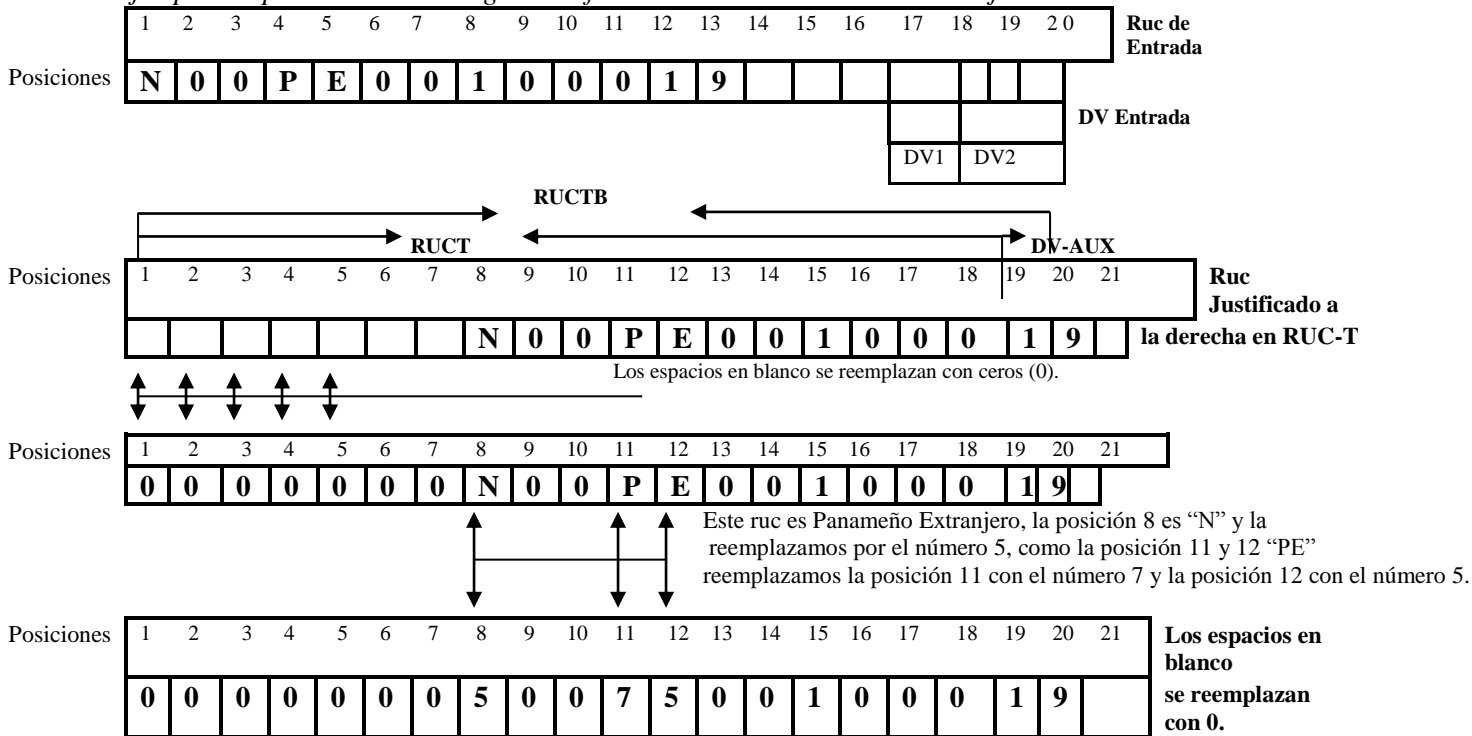 1 2 3 4 5 6 7 8 9 10 11 12 13 14 15 16 17 18 19 2 0 Ruc de
Entrada
Posiciones N 0 0 P E 0 0 1 0 0 0 1 9
DV Entrada
DV1 DV2
RUCTB
RUCT DV-AUX
Posiciones 1 2 3 4 5 6 7 8 9 10 11 12 13 14 15 16 17 18 19 20 21 Ruc
Justificado a
N 0 0 P E 0 0 1 0 0 0 1 9 la derecha en RUC-T
Los espacios en blanco se reemplazan con ceros (0).
Posiciones 1 2 3 4 5 6 7 8 9 10 11 12 13 14 15 16 17 18 19 20 21
0 0 0 0 0 0 0 N 0 0 P E 0 0 1 0 0 0 1 9
Este ruc es Panameño Extranjero, la posición 8 es “N” y la
reemplazamos por el número 5, como la posición 11 y 12 “PE”
reemplazamos la posición 11 con el número 7 y la posición 12 con el número 5.
Posiciones 1 2 3 4 5 6 7 8 9 10 11 12 13 14 15 16 17 18 19 20 21 Los espacios en
blanco
0 0 0 0 0 0 0 5 0 0 7 5 0 0 1 0 0 0 1 9 se reemplazan
con 0.